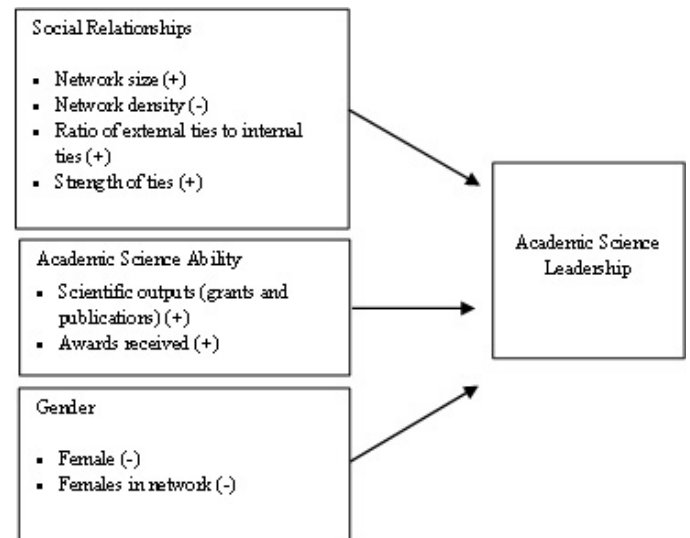 Social Relationships
▪ Network size (+)
▪ Network density (-)
▪ Ratio of external ties to internal
ties (+)
▪ Strength of ties (+)
Academic Science Ability
▪ Scientific outputs (grants and
publications) (+)
▪ Awards received (+)
Gender
▪ Female (-)
▪ Females in network (-)
Academic Science
Leadership